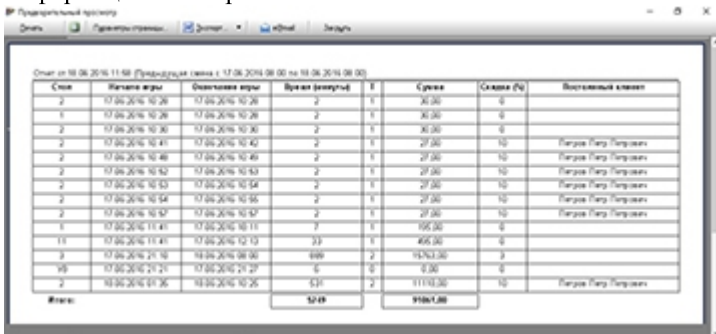 Предварительный просмотр
Печать Параметры страницы... Экспорт... eMail Закрыть
Отчет от 18.06.2016 11:58 (Предыдущая смена с 17.06.2016 08:00 по 18.06.2016 08:00)
Стол Начало игры Окончание игры Время (минуты) Т Сумма Скидка (%) Постоянный клиент
2 17.06.2016 10:28 17.06.2016 10:28 2 1 30,00 0
1 17.06.2016 10:28 17.06.2016 10:28 2 1 30,00 0
2 17.06.2016 10:30 17.06.2016 10:30 2 1 30,00 0
2 17.06.2016 10:41 17.06.2016 10:42 2 1 27,00 10 Петров Петр Петрович
2 17.06.2016 10:48 17.06.2016 10:49 2 1 27,00 10 Петров Петр Петрович
2 17.06.2016 10:52 17.06.2016 10:53 2 1 27,00 10 Петров Петр Петрович
2 17.06.2016 10:53 17.06.2016 10:54 2 1 27,00 10 Петров Петр Петрович
2 17.06.2016 10:54 17.06.2016 10:55 2 1 27,00 10 Петров Петр Петрович
2 17.06.2016 10:57 17.06.2016 10:57 2 1 27,00 10 Петров Петр Петрович
1 17.06.2016 11:41 17.06.2016 7 1 105,00 0
11 17.06.2016 11:41 17.06.2016 12:13 33 1 495,00 0
3 17.06.2016 21:10 18.06.2016 08:00 2 15763,00 3
17.06.2016 21:21 17.06.2016 21:27 6 0 0,00 0
2 18.06.2016 01:35 18.06.2016 10:25 531 2 11118,00 10 Петров Петр Петрович
Итого: 5249